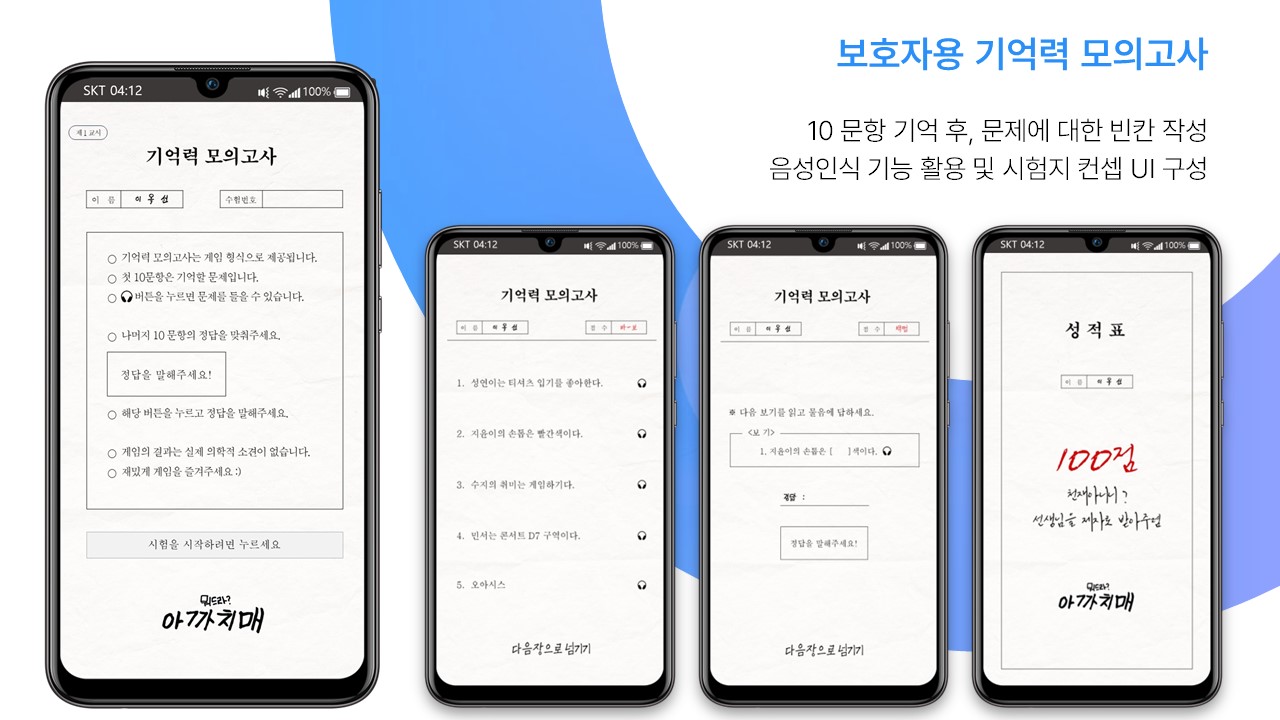 보호자용 기억력 모의고사
10 문항 기억 후, 문제에 대한 빈칸 작성
음성인식 기능 활용 및 시험지 컨셉 UI 구성
SKT 04:12
100%
제1교시
기억력 모의고사
이 름
수험번호
기억력 모의고사는 게임 형식으로 제공됩니다.
첫 10문항은 기억할 문제입니다.
버튼을 누르면 문제를 들을 수 있습니다.
나머지 10 문항의 정답을 맞춰주세요.
정답을 말해주세요!
해당 버튼을 누르고 정답을 말해주세요.
게임의 결과는 실제 의학적 소견이 없습니다.
재밌게 게임을 즐겨주세요 :)
시험을 시작하려면 누르세요
뭐드라?
아까치매
SKT 04:12
100%
기억력 모의고사
이 름
점 수
1. 성연이는 티셔츠 입기를 좋아한다.
2. 지윤이의 손톱은 빨간색이다.
3. 수지의 취미는 게임하기다.
4. 민서는 콘서트 D7 구역이다.
5. 오아시스
다음장으로 넘기기
SKT 04:12
100%
기억력 모의고사
이 름
점 수
※ 다음 보기를 읽고 물음에 답하세요.
<보 기>
1. 지윤이의 손톱은 [ ]색이다.
정답 :
정답을 말해주세요!
다음장으로 넘기기
SKT 04:12
100%
성 적 표
이 름
100점
천재아니니?
선생님을 제자로 받아주렴
뭐드라?
아까치매